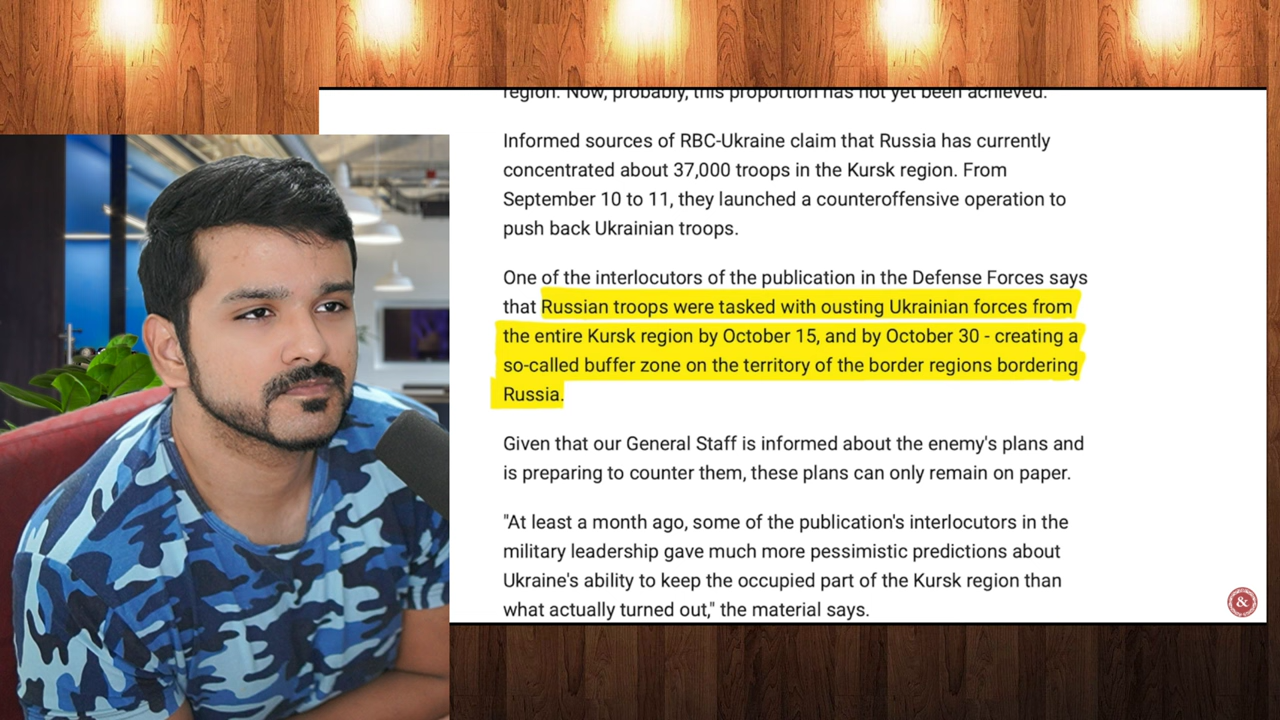 region. Now, probably, this proportion has not yet been achieved.
Informed sources of RBC-Ukraine claim that Russia has currently
concentrated about 37,000 troops in the Kursk region. From
September 10 to 11, they launched a counteroffensive operation to
push back Ukrainian troops.
One of the interlocutors of the publication in the Defense Forces says
that Russian troops were tasked with ousting Ukrainian forces from
the entire Kursk region by October 15, and by October 30 - creating a
so-called buffer zone on the territory of the border regions bordering
Russia.
Given that our General Staff is informed about the enemy's plans and
is preparing to counter them, these plans can only remain on paper.
"At least a month ago, some of the publication's interlocutors in the
military leadership gave much more pessimistic predictions about
Ukraine's ability to keep the occupied part of the Kursk region than
what actually turned out," the material says.
&